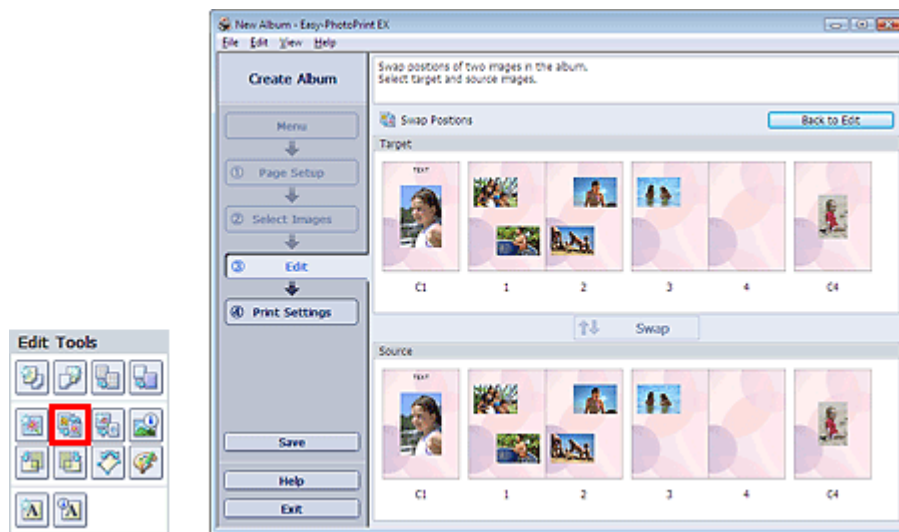 Edit Tools
New Album - Easy-PhotoPrint EX
File Edit View Help
Create Album
Menu
① Page Setup
② Select Images
③ Edit
④ Print Settings
Save
Help
Exit
Swap positions of two images in the album.
Select target and source images.
Swap Positions
Back to Edit
Target
TEXT
C1 1 2 3 4 C4
Swap
Source
TEXT
C1 1 2 3 4 C4